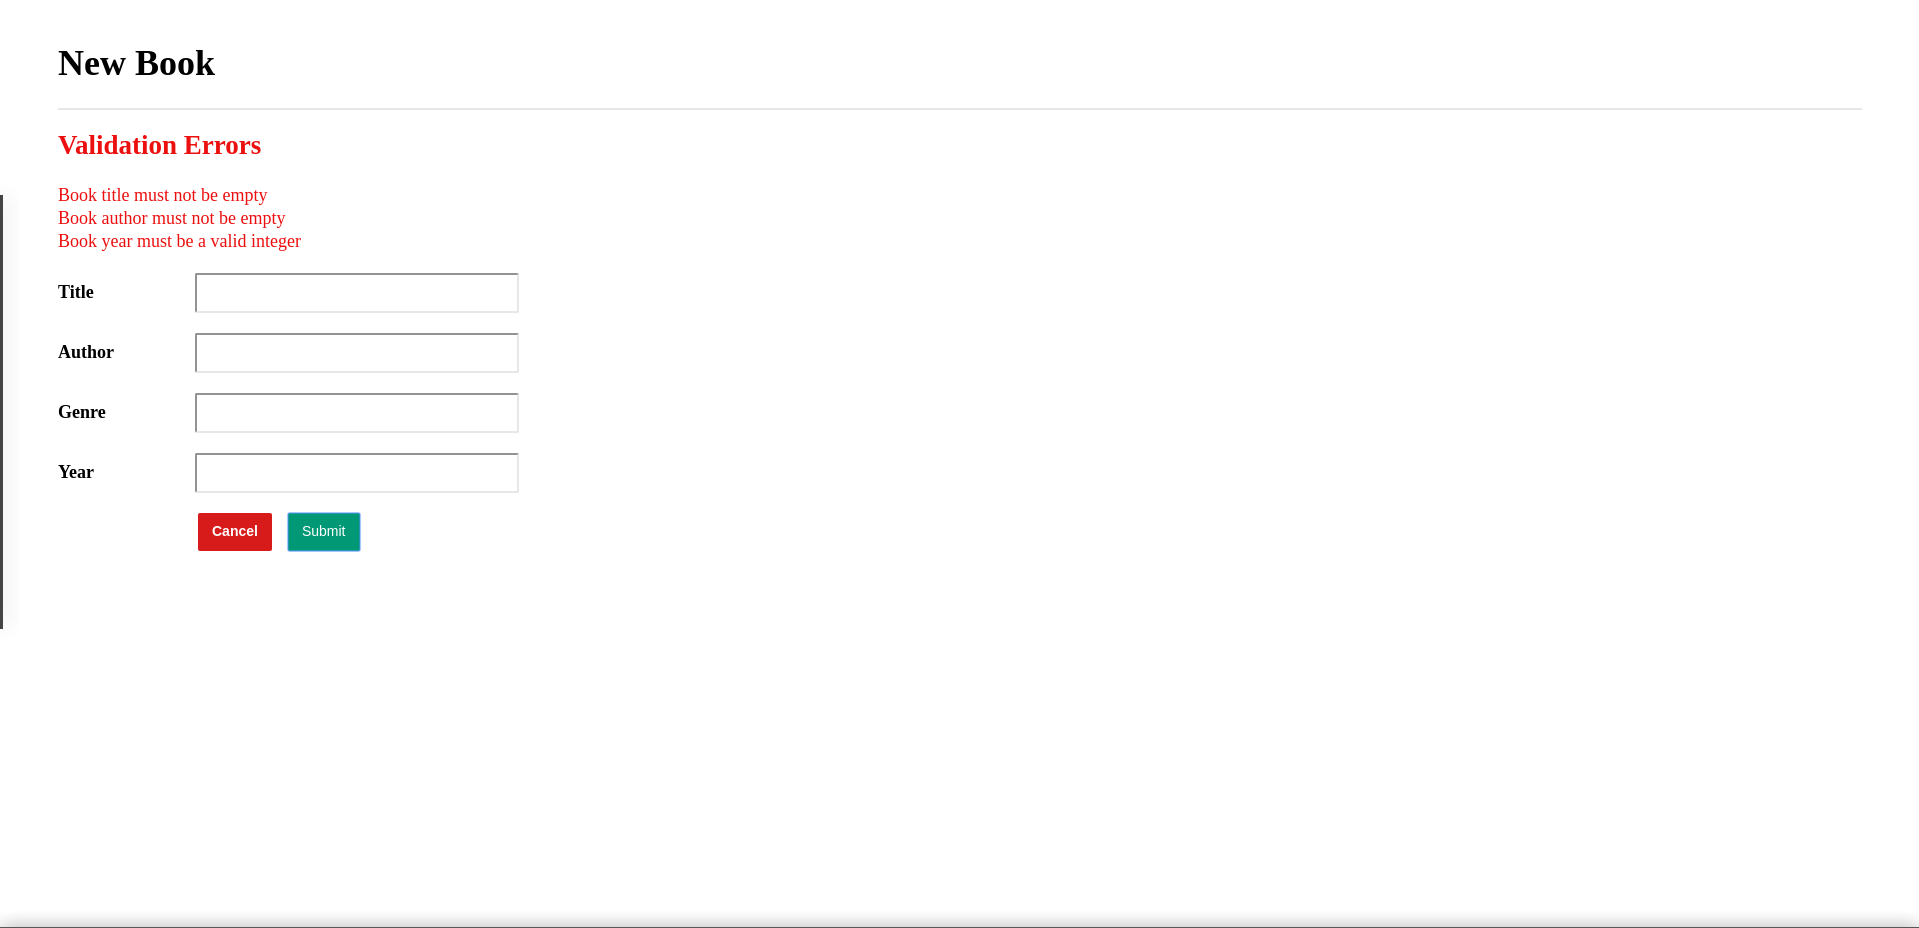 New Book
Validation Errors
Book title must not be empty
Book author must not be empty
Book year must be a valid integer
Title
Author
Genre
Year
Cancel Submit